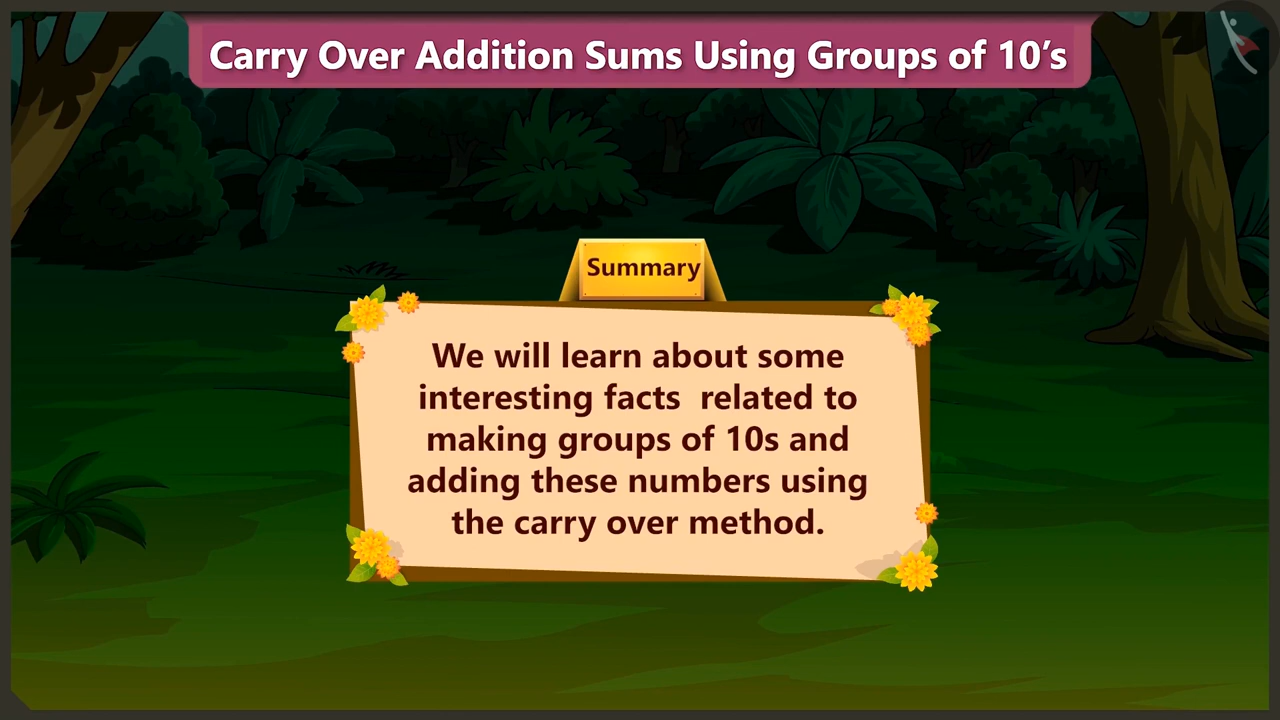 Carry Over Addition Sums Using Groups of 10’s
Summary
We will learn about some
interesting facts  related to
making groups of 10s and
adding these numbers using
the carry over method.